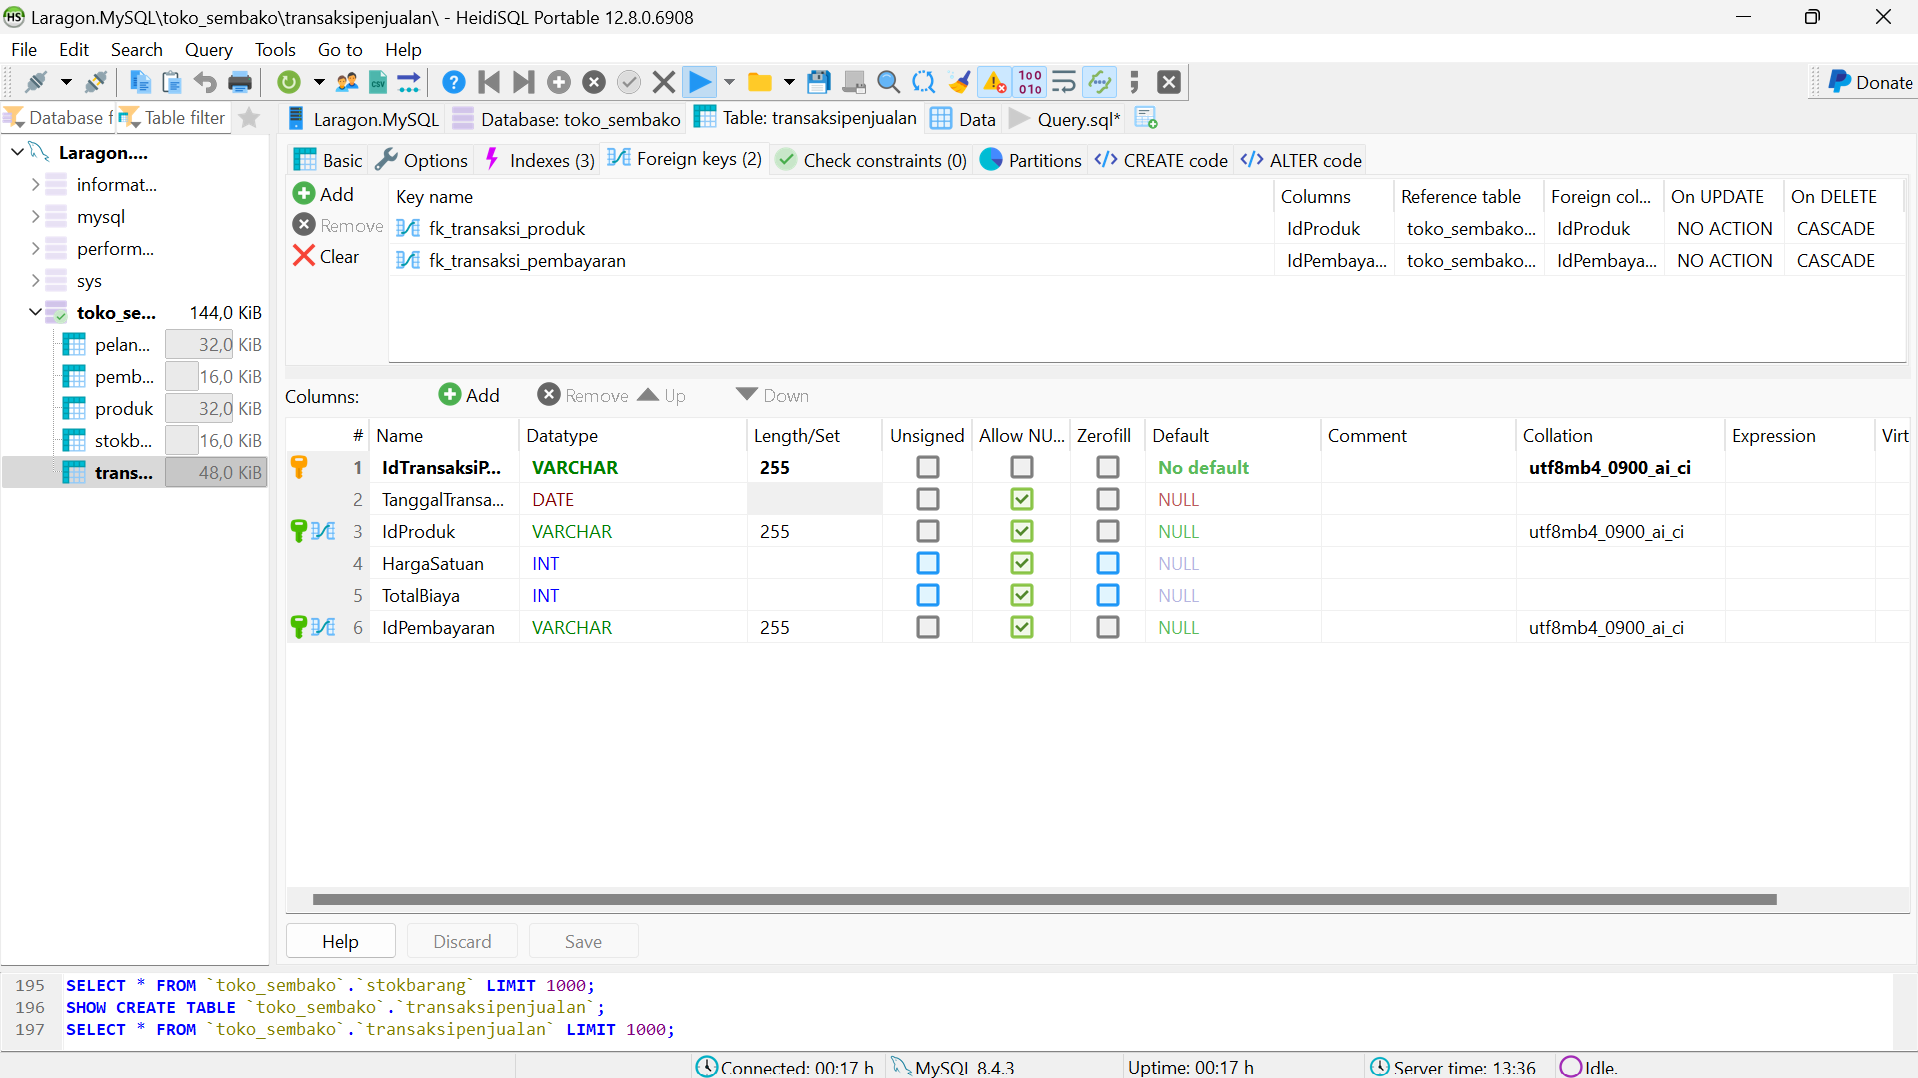 Laragon.MySQL\toko_sembako\transaksipenjualan\ - HeidiSQL Portable 12.8.0.6908
File Edit Search Query Tools Go to Help
Donate
Database f Table filter Laragon.MySQL Database: toko_sembako Table: transaksipenjualan Data Query.sql*
Laragon....
informat...
mysql
perform...
sys
toko_se... 144,0 KiB
pelan... 32,0 KiB
pemb... 16,0 KiB
produk 32,0 KiB
stokb... 16,0 KiB
trans... 48,0 KiB
Basic Options Indexes (3) Foreign keys (2) Check constraints (0) Partitions CREATE code ALTER code
Add
Remove
Clear
Key name Columns Reference table Foreign col... On UPDATE On DELETE
fk_transaksi_produk IdProduk toko_sembako... IdProduk NO ACTION CASCADE
fk_transaksi_pembayaran IdPembaya... toko_sembako... IdPembaya... NO ACTION CASCADE
Columns: Add Remove Up Down
# Name Datatype Length/Set Unsigned Allow NU... Zerofill Default Comment Collation Expression Virt
1 IdTransaksiP... VARCHAR 255 No default utf8mb4_0900_ai_ci
2 TanggalTransa... DATE NULL
3 IdProduk VARCHAR 255 NULL utf8mb4_0900_ai_ci
4 HargaSatuan INT NULL
5 TotalBiaya INT NULL
6 IdPembayaran VARCHAR 255 NULL utf8mb4_0900_ai_ci
Help Discard Save
195 SELECT * FROM `toko_sembako`.`stokbarang` LIMIT 1000;
196 SHOW CREATE TABLE `toko_sembako`.`transaksipenjualan`;
197 SELECT * FROM `toko_sembako`.`transaksipenjualan` LIMIT 1000;
Connected: 00:17 h MySQL 8.4.3 Uptime: 00:17 h Server time: 13:36 Idle.